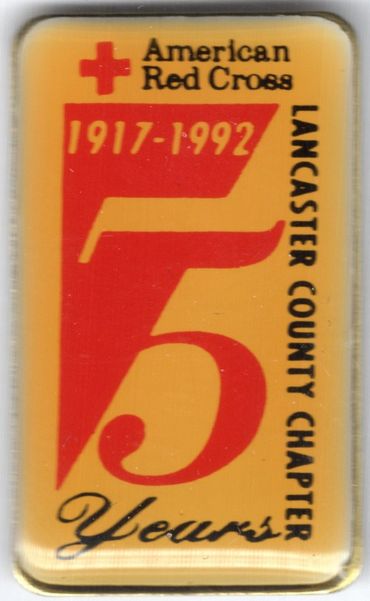 American
Red Cross
1917-1992
75
Years
LANCASTER COUNTY CHAPTER